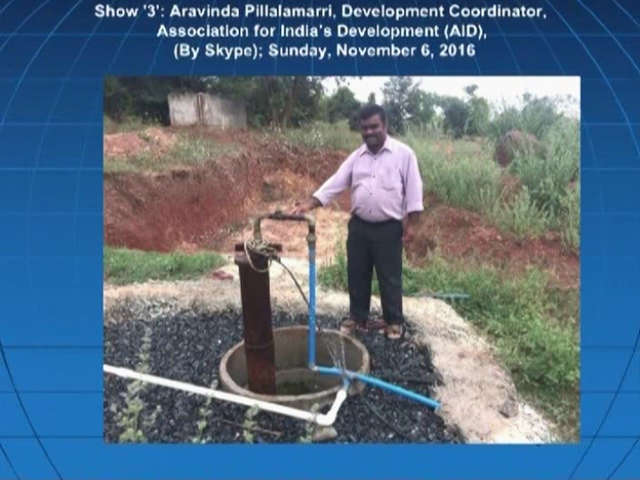 Show '3': Aravinda Pillalamarri, Development Coordinator,
Association for India's Development (AID),
(By Skype); Sunday, November 6, 2016